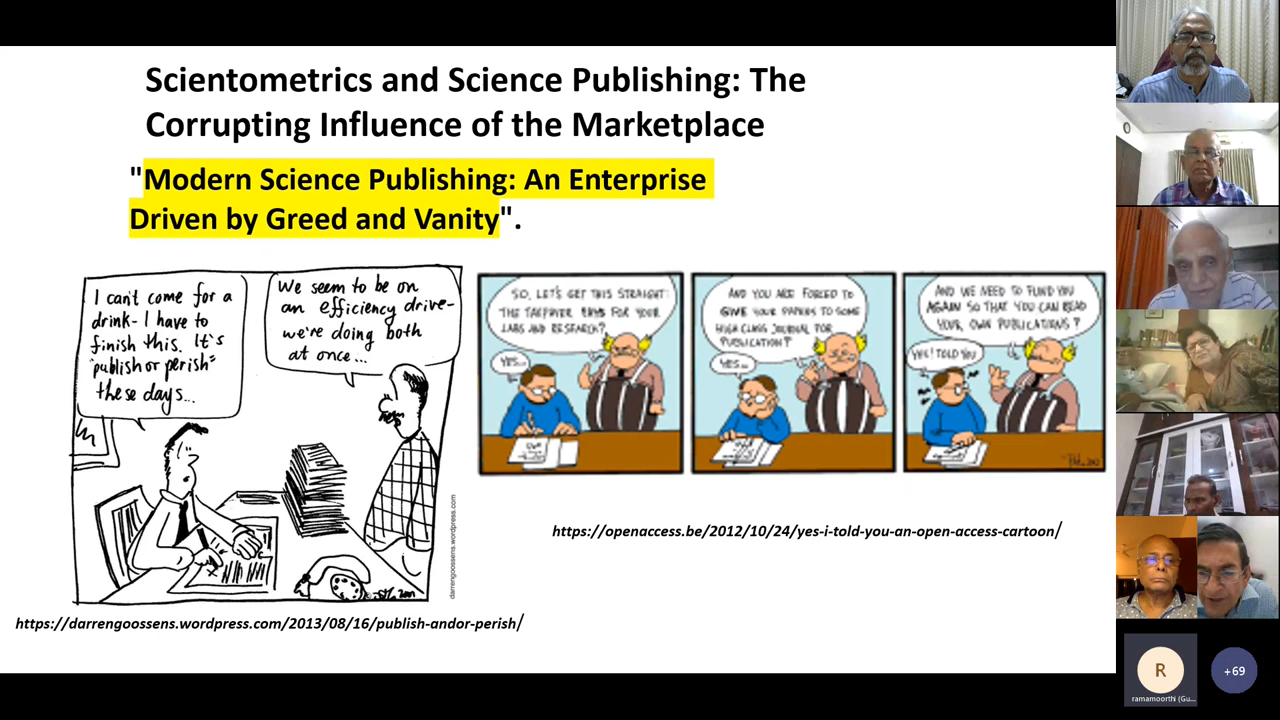 Scientometrics and Science Publishing: The
Corrupting Influence of the Marketplace
"Modern Science Publishing: An Enterprise
Driven by Greed and Vanity".
I can't come for a
drink- I have to
finish this. It's
"publish or perish"
these days...
We seem to be on
an efficiency drive-
we're doing both
at once...
darrengoossens.wordpress.com
SO, LET'S GET THIS STRAIGHT:
THE TAXPAYER PAYS FOR YOUR
LABS AND RESEARCH?
YES...
AND YOU ARE FORCED TO
GIVE YOUR PAPERS TO SOME
HIGH CLASS JOURNAL FOR
PUBLICATION?
YES...
AND WE NEED TO FUND YOU
AGAIN SO THAT YOU CAN READ
YOUR OWN PUBLICATIONS?
YES! TOLD YOU
https://openaccess.be/2012/10/24/yes-i-told-you-an-open-access-cartoon/
https://darrengoossens.wordpress.com/2013/08/16/publish-andor-perish/
R
ramamoorthi (Gu...
+69